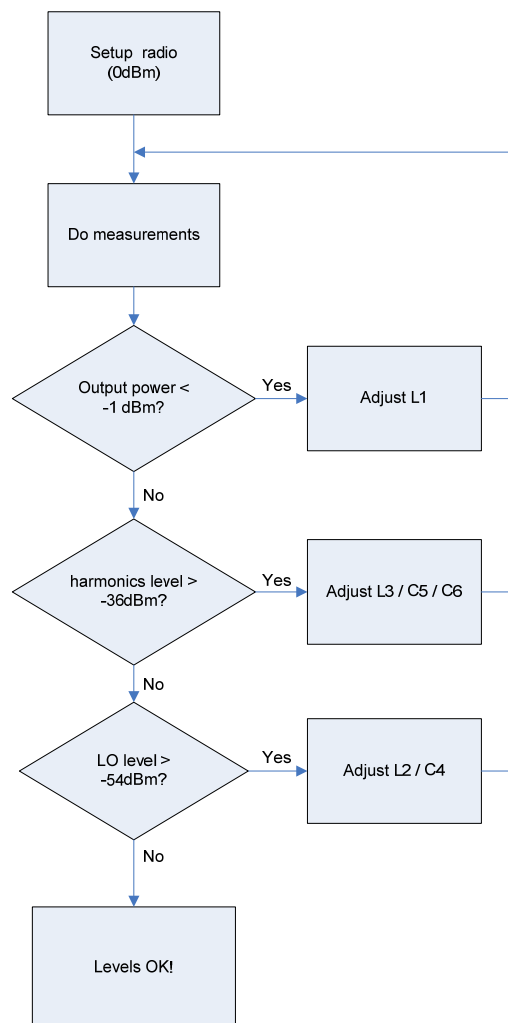 Setup radio
(0dBm)
Do measurements
Output power <
-1 dBm?
Yes
Adjust L1
No
harmonics level >
-36dBm?
Yes
Adjust L3 / C5 / C6
No
LO level >
-54dBm?
Yes
Adjust L2 / C4
No
Levels OK!